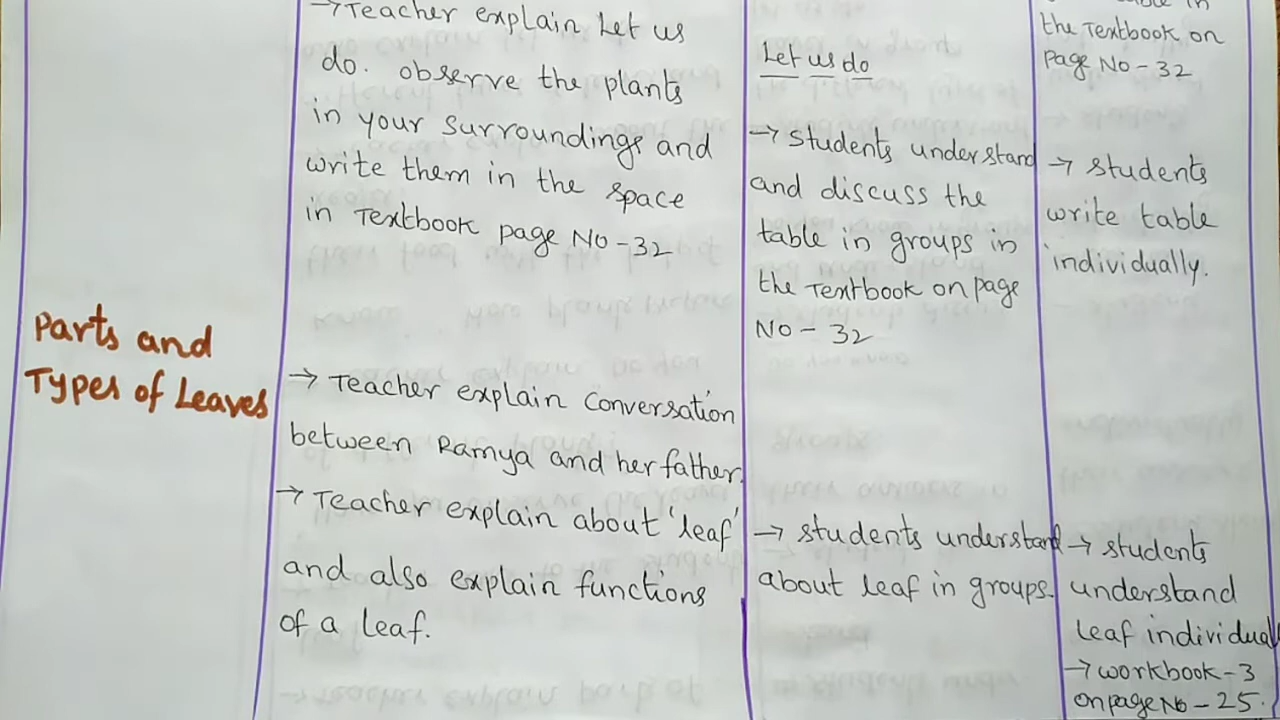 →Teacher explain Let us
do. observe the plants
in your surroundings and
write them in the space
in Textbook page No-32
Let us do
→ students understand
and discuss the
table in groups in
the Textbook on page
No- 32
in
the Textbook on
page No-32
→ students
write table
individually.
Parts and
Types of Leaves
→ Teacher explain conversation
between Ramya and her father.
→ Teacher explain about 'leaf'
and also explain functions
of a leaf.
→ students understand
about leaf in groups.
→ students
understand
leaf individual
→ workbook-3
on page No - 25.